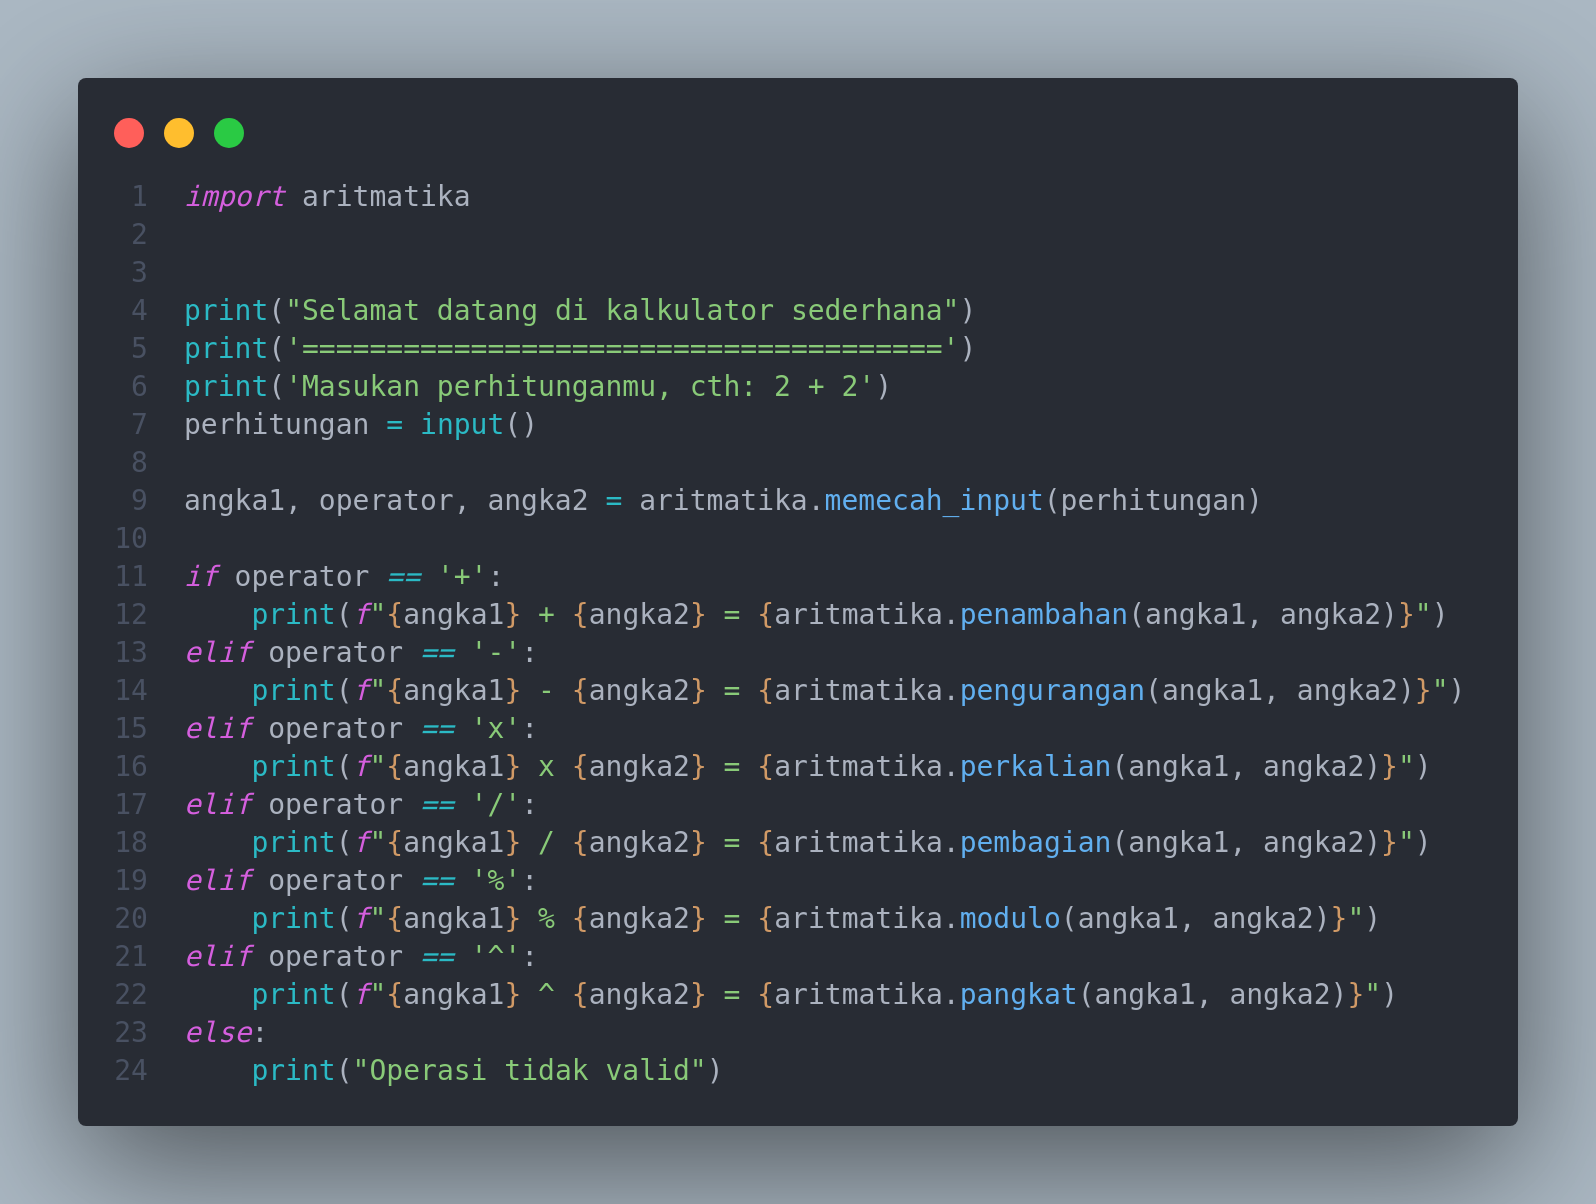 1 import aritmatika
2
3
4 print("Selamat datang di kalkulator sederhana")
5 print('======================================')
6 print('Masukan perhitunganmu, cth: 2 + 2')
7 perhitungan = input()
8
9 angka1, operator, angka2 = aritmatika.memecah_input(perhitungan)
10
11 if operator == '+':
12     print(f"{angka1} + {angka2} = {aritmatika.penambahan(angka1, angka2)}")
13 elif operator == '-':
14     print(f"{angka1} - {angka2} = {aritmatika.pengurangan(angka1, angka2)}")
15 elif operator == 'x':
16     print(f"{angka1} x {angka2} = {aritmatika.perkalian(angka1, angka2)}")
17 elif operator == '/':
18     print(f"{angka1} / {angka2} = {aritmatika.pembagian(angka1, angka2)}")
19 elif operator == '%':
20     print(f"{angka1} % {angka2} = {aritmatika.modulo(angka1, angka2)}")
21 elif operator == '^':
22     print(f"{angka1} ^ {angka2} = {aritmatika.pangkat(angka1, angka2)}")
23 else:
24     print("Operasi tidak valid")